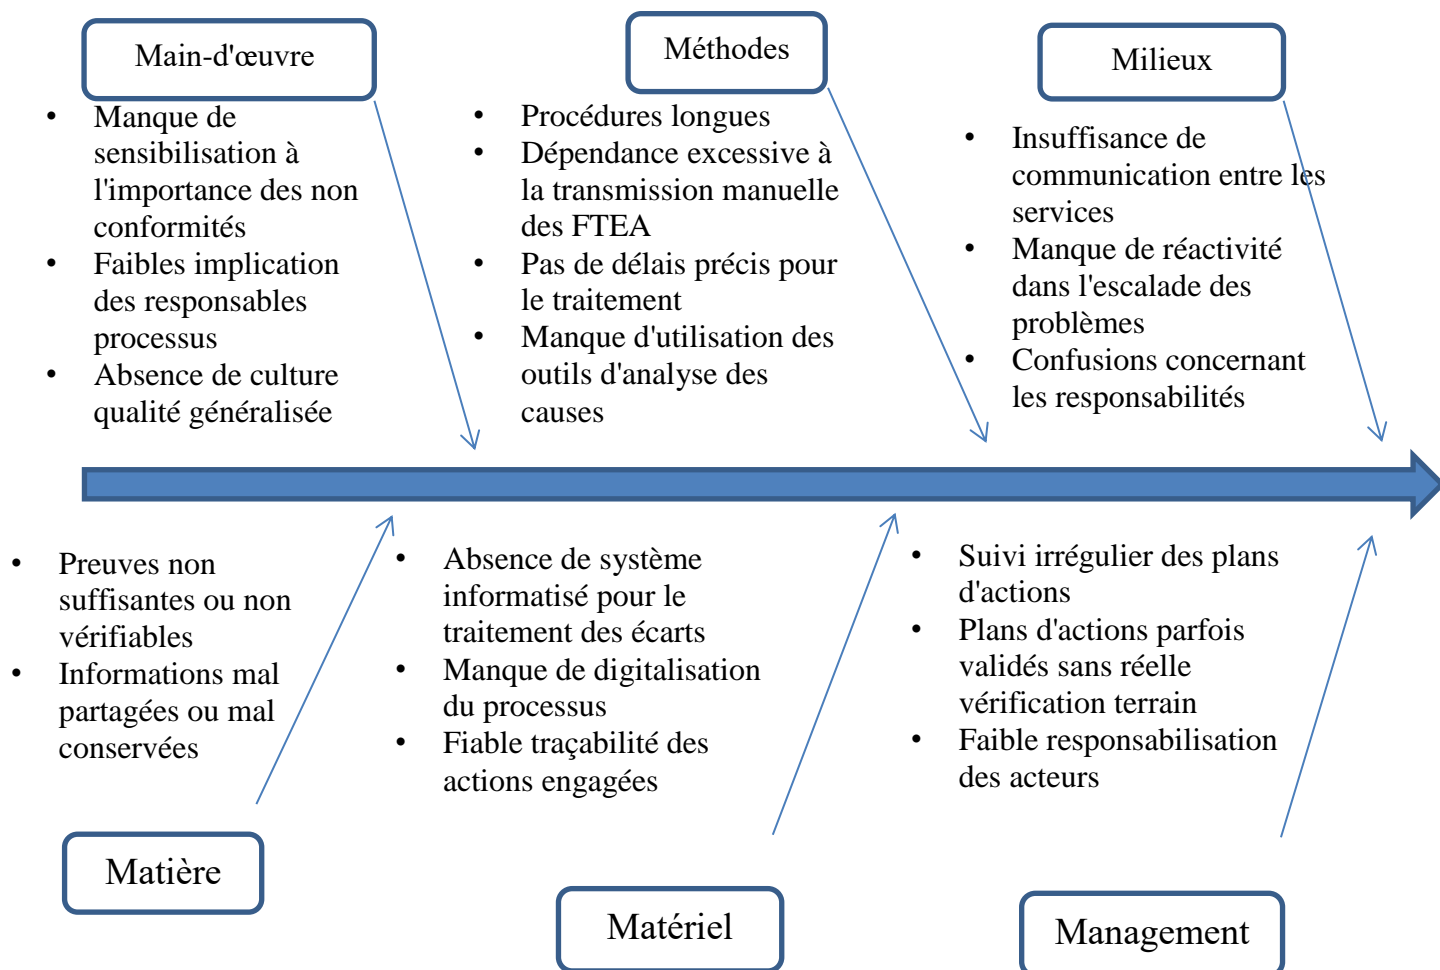 Main-d'œuvre
• Manque de
sensibilisation à
l'importance des non
conformités
• Faibles implication
des responsables
processus
• Absence de culture
qualité généralisée
Méthodes
• Procédures longues
• Dépendance excessive à
la transmission manuelle
des FTEA
• Pas de délais précis pour
le traitement
• Manque d'utilisation des
outils d'analyse des
causes
Milieux
• Insuffisance de
communication entre les
services
• Manque de réactivité
dans l'escalade des
problèmes
• Confusions concernant
les responsabilités
• Preuves non
suffisantes ou non
vérifiables
• Informations mal
partagées ou mal
conservées
Matière
• Absence de système
informatisé pour le
traitement des écarts
• Manque de digitalisation
du processus
• Fiable traçabilité des
actions engagées
Matériel
• Suivi irrégulier des plans
d'actions
• Plans d'actions parfois
validés sans réelle
vérification terrain
• Faible responsabilisation
des acteurs
Management